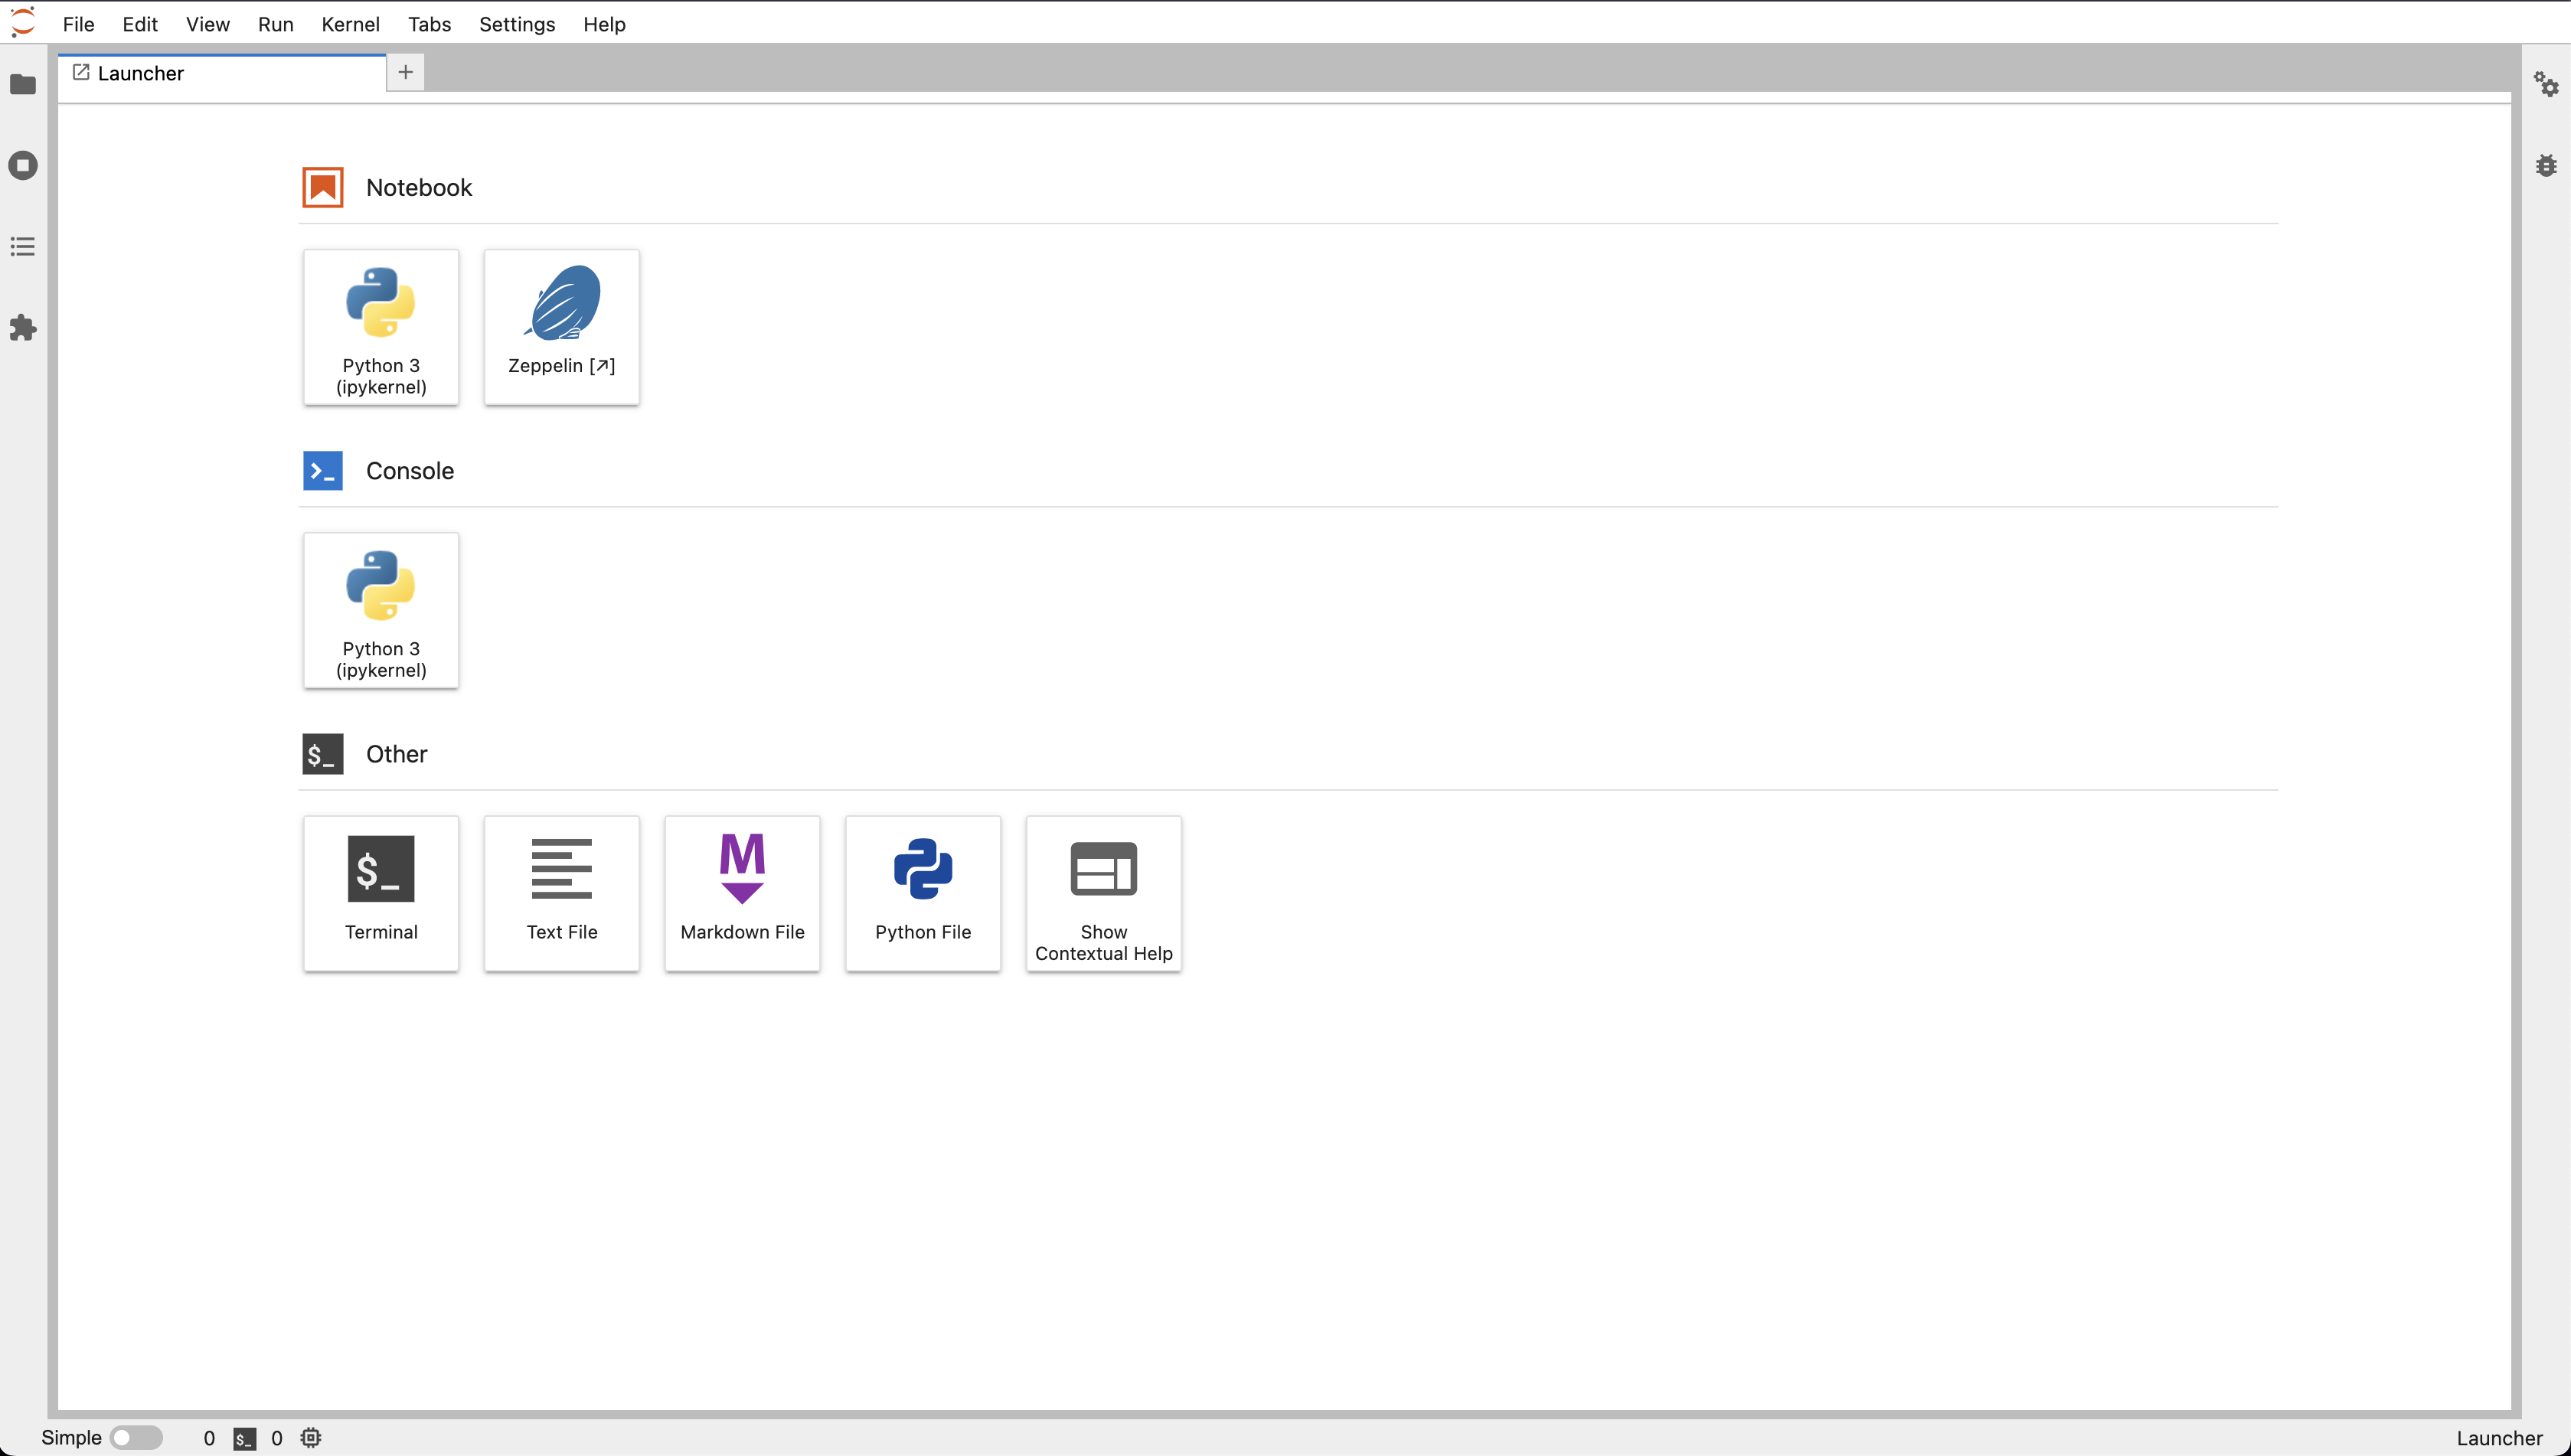 File Edit View Run Kernel Tabs Settings Help
Launcher
Notebook
Python 3
(ipykernel)
Zeppelin [↗]
Console
Python 3
(ipykernel)
$_ Other
$_
Terminal
Text File
M
Markdown File
Python File
Show
Contextual Help
Simple 0 $_ 0 Launcher